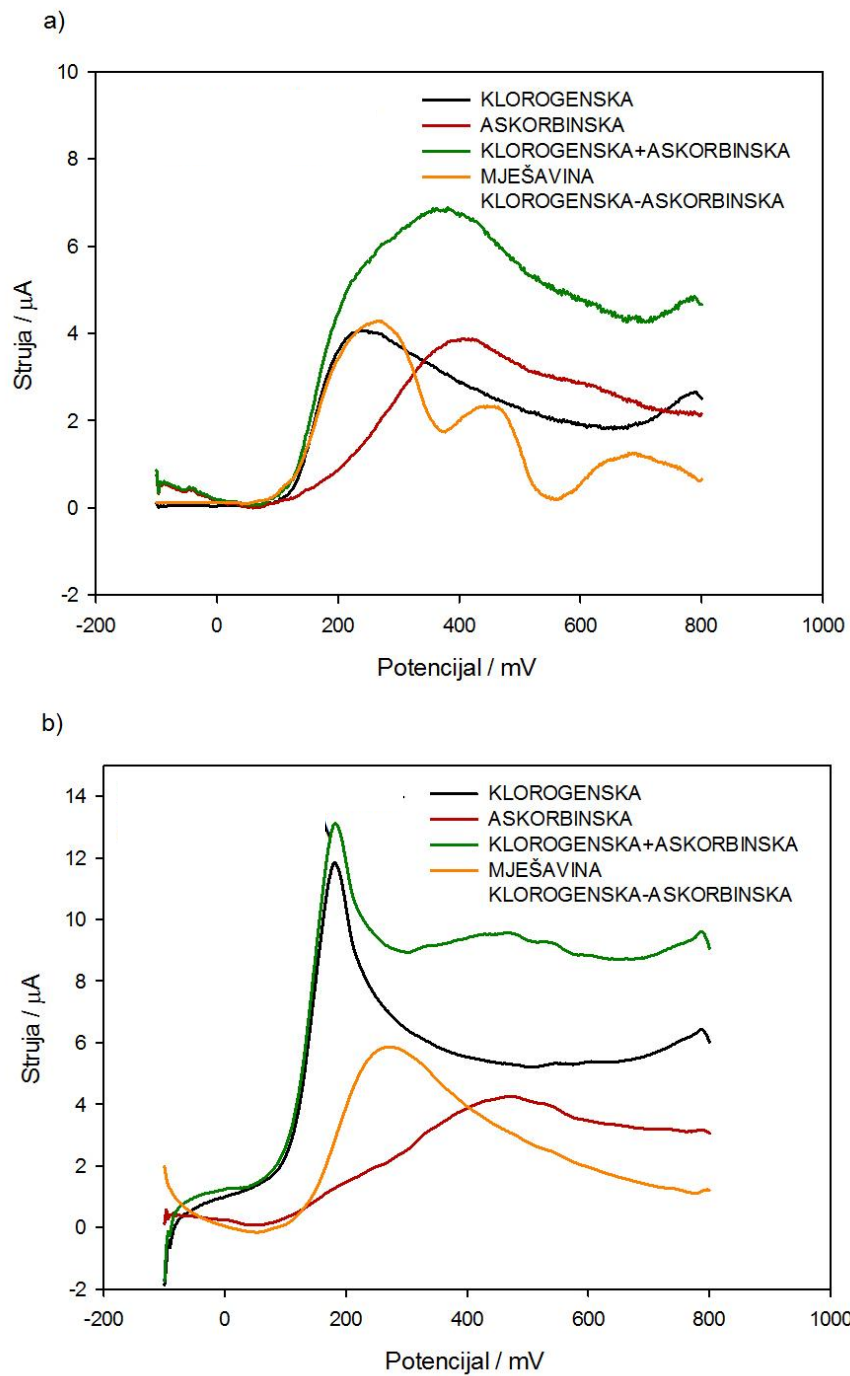 a)
10
8
6
4
2
0
-2
Struja / µA
KLOROGENSKA
ASKORBINSKA
KLOROGENSKA+ASKORBINSKA
MJEŠAVINA
KLOROGENSKA-ASKORBINSKA
-200 0 200 400 600 800 1000
Potencijal / mV
b)
14
12
10
8
6
4
2
0
-2
Struja / µA
KLOROGENSKA
ASKORBINSKA
KLOROGENSKA+ASKORBINSKA
MJEŠAVINA
KLOROGENSKA-ASKORBINSKA
-200 0 200 400 600 800 1000
Potencijal / mV